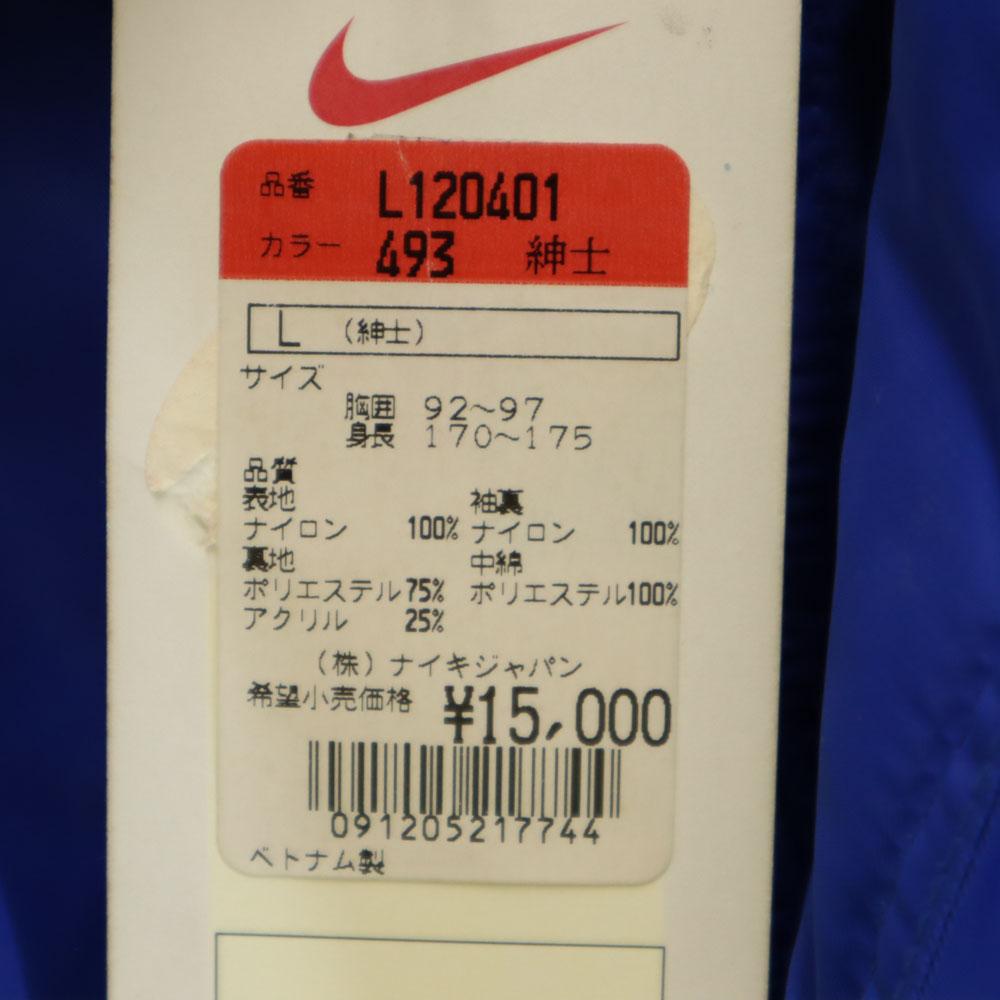 品番 L120401
カラー 493 紳士
L (紳士)
サイズ
胸囲 92～97
身長 170～175
品質
表地 袖裏
ナイロン 100% ナイロン 100%
裏地 中綿
ポリエステル 75% ポリエステル 100%
アクリル 25%
(株)ナイキジャパン
希望小売価格 ¥15,000
091205217744
ベトナム製